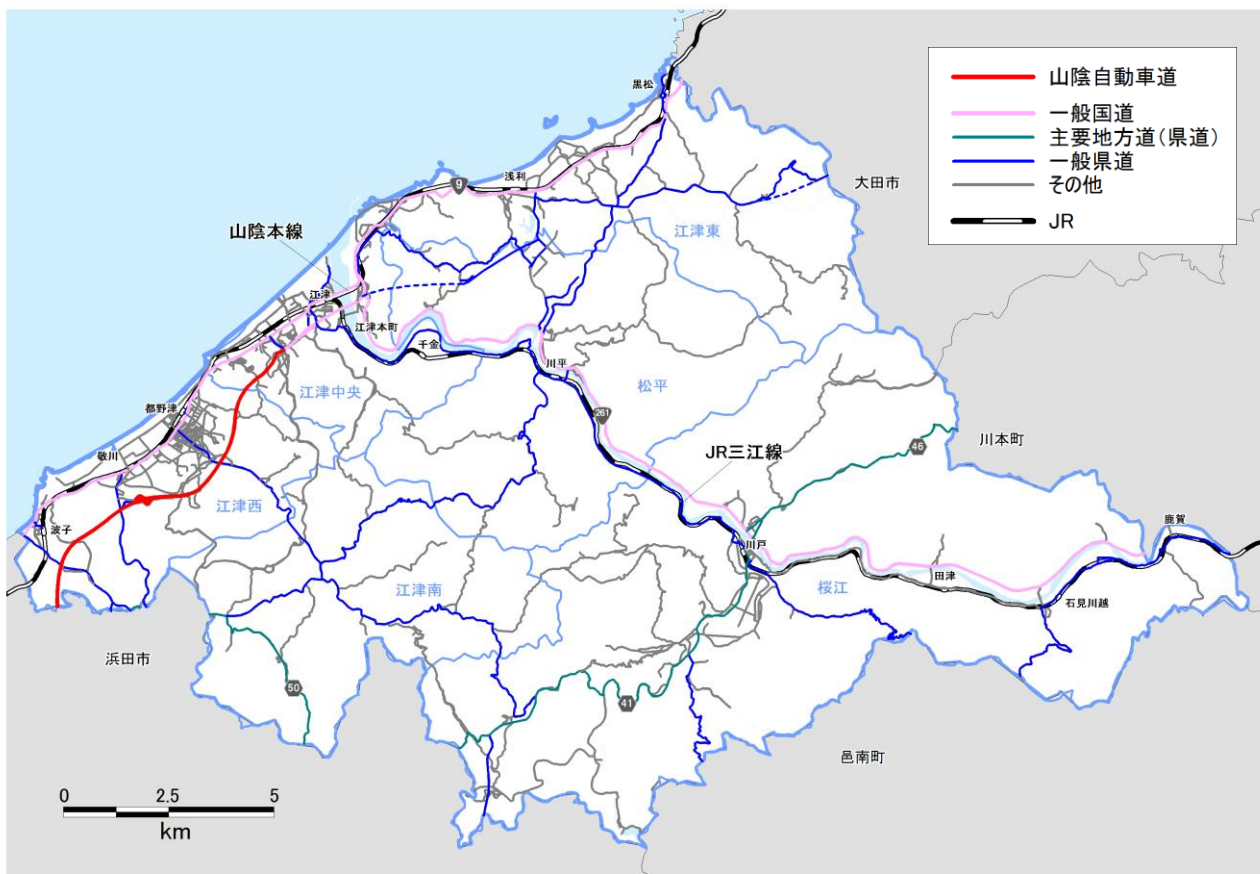 黒松
山陰自動車道
一般国道
主要地方道(県道)
一般県道
その他
JR
浅利
9
大田市
山陰本線
江津東
江津
江津本町
千金
川平
江津中央
松平
都野津
261
46
川本町
敬川
JR三江線
江津西
波子
鹿賀
川戸
田津
江津南
桜江
石見川越
浜田市
50
41
邑南町
0 2.5 5
km